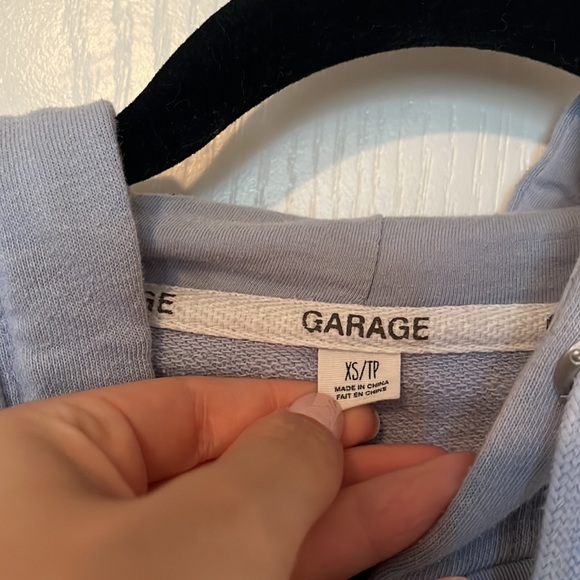 GE GARAGE
XS/TP
MADE IN CHINA
FAIT EN CHINE